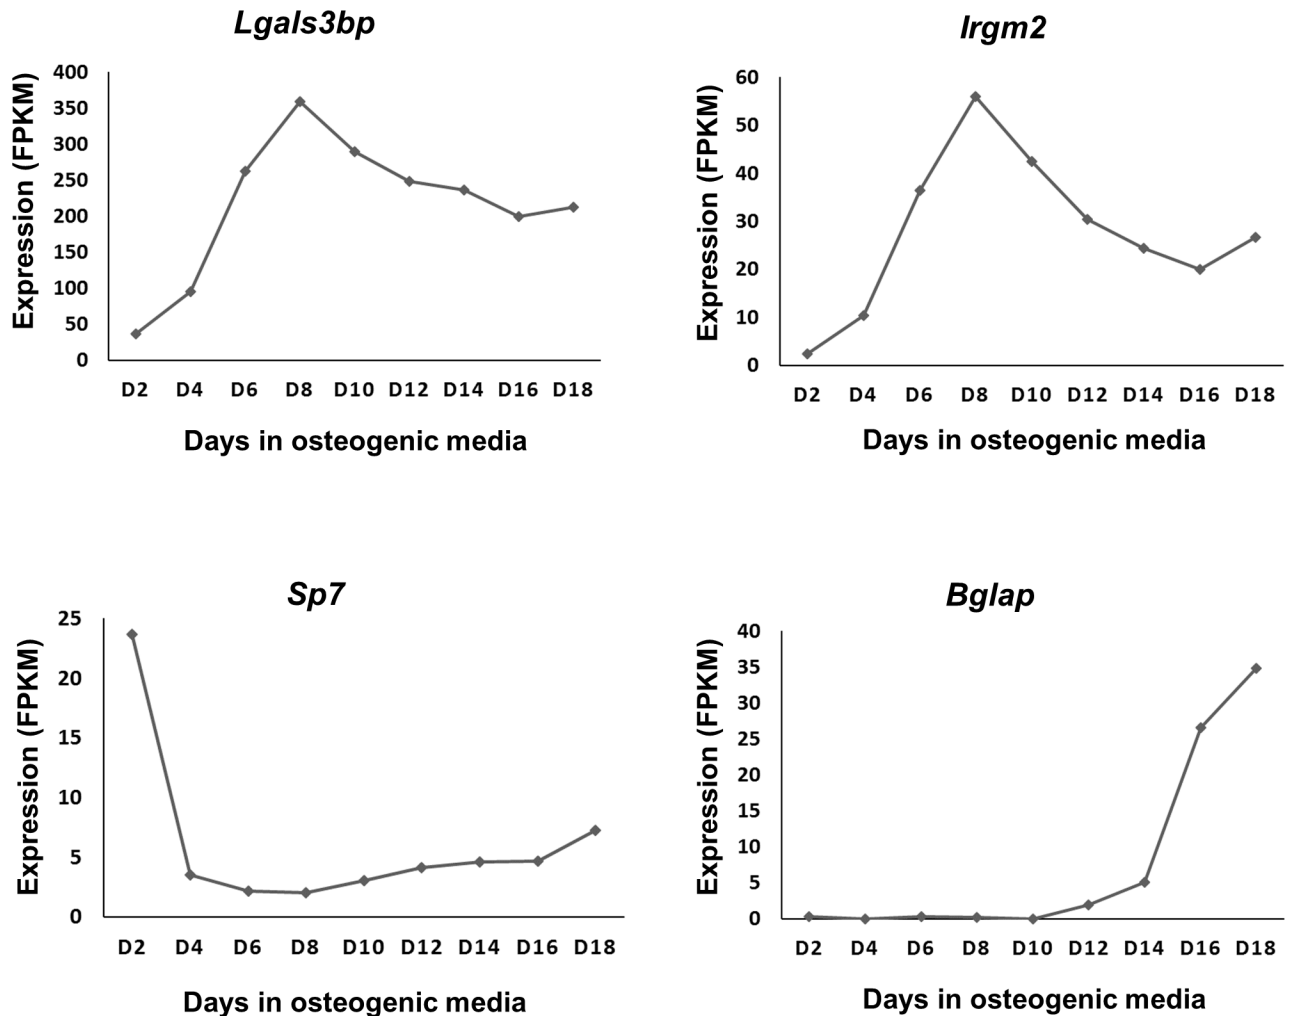 Lgals3bp
Expression (FPKM)
400
350
300
250
200
150
100
50
0
D2 D4 D6 D8 D10 D12 D14 D16 D18
Days in osteogenic media
Irgm2
Expression (FPKM)
60
50
40
30
20
10
0
D2 D4 D6 D8 D10 D12 D14 D16 D18
Days in osteogenic media
Sp7
Expression (FPKM)
25
20
15
10
5
0
D2 D4 D6 D8 D10 D12 D14 D16 D18
Days in osteogenic media
Bglap
Expression (FPKM)
40
35
30
25
20
15
10
5
0
D2 D4 D6 D8 D10 D12 D14 D16 D18
Days in osteogenic media